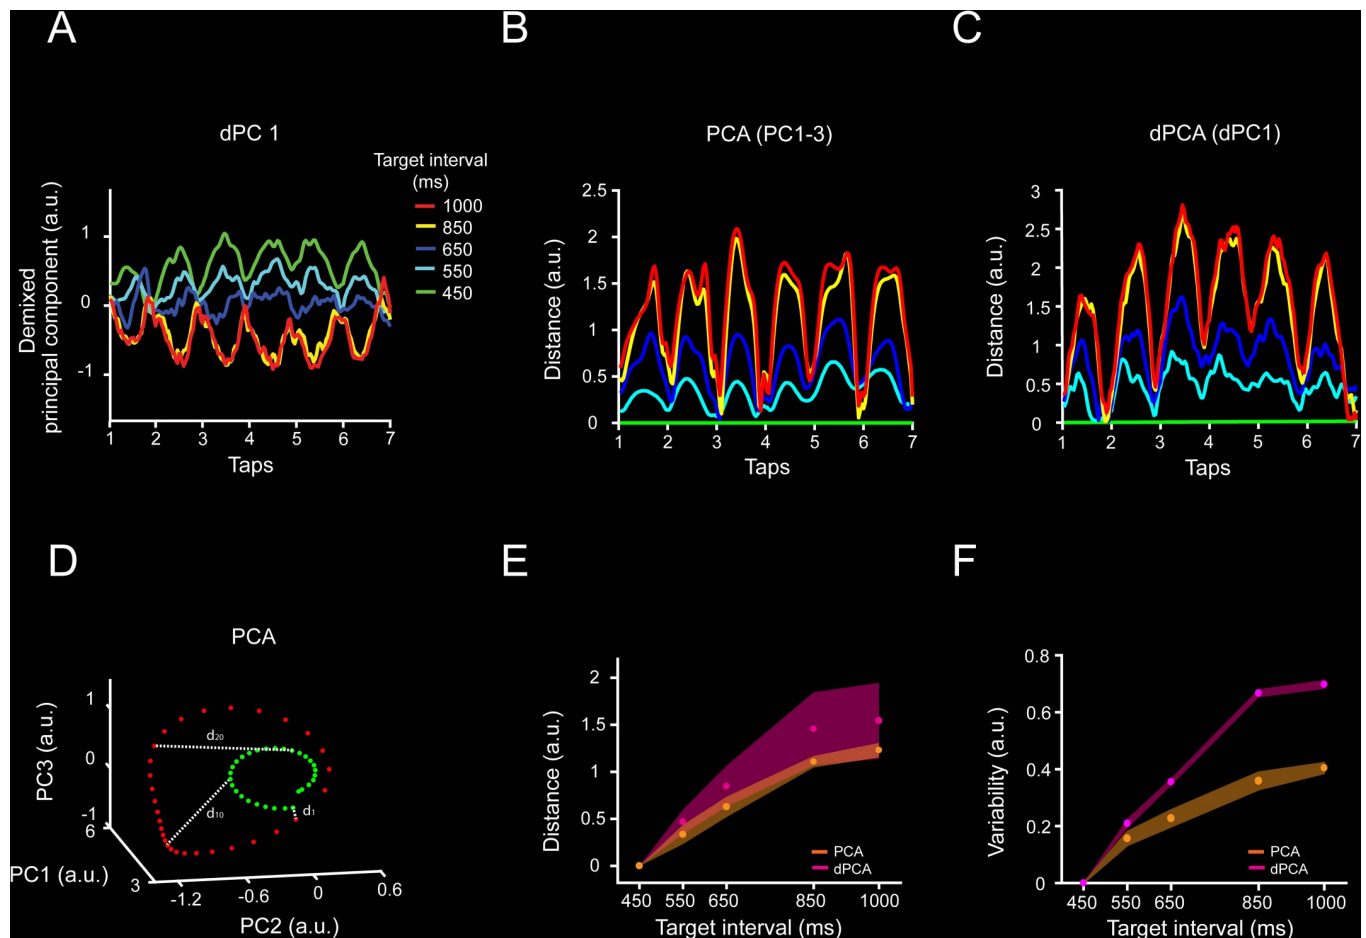 A
B
C
dPC 1
PCA (PC1-3)
dPCA (dPC1)
Target interval
(ms)
1000
850
650
550
450
Demixed
principal component (a.u.)
1
0
-1
1
2
3
4
5
6
7
Taps
Distance (a.u.)
2.5
2
1.5
1
0.5
0
1
2
3
4
5
6
7
Taps
Distance (a.u.)
3
2.5
2
1.5
1
0.5
0
1
2
3
4
5
6
7
Taps
D
E
F
PCA
PC3 (a.u.)
1
0
-1
6
3
PC1 (a.u.)
-1.2
-0.6
0
0.6
PC2 (a.u.)
d20
d10
d1
Distance (a.u.)
2
1.5
1
0.5
0
450
550
650
850
1000
Target interval (ms)
PCA
dPCA
Variability (a.u.)
0.8
0.6
0.4
0.2
0
450
550
650
850
1000
Target interval (ms)
PCA
dPCA